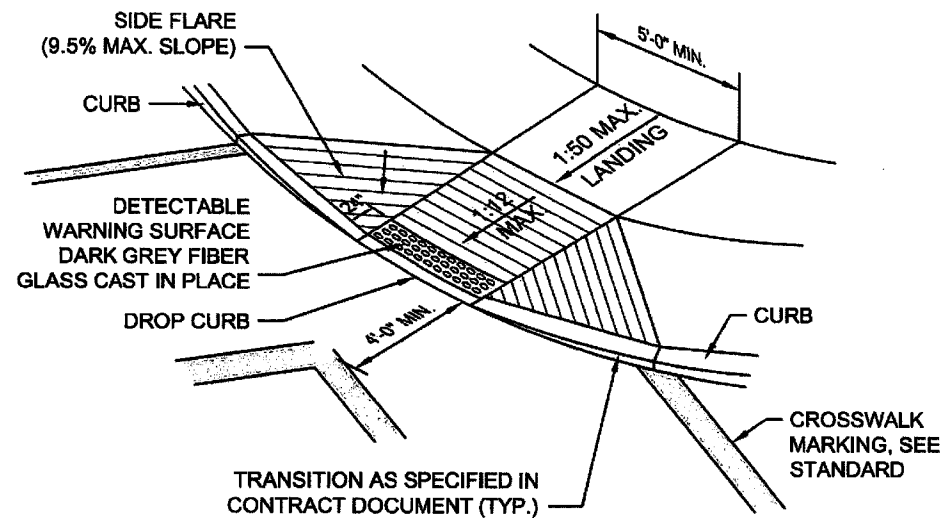 SIDE FLARE
(9.5% MAX. SLOPE)
CURB
5'-0" MIN.
1:50 MAX.
LANDING
24"
1:12
MAX.
DETECTABLE
WARNING SURFACE
DARK GREY FIBER
GLASS CAST IN PLACE
DROP CURB
4'-0" MIN.
CURB
CROSSWALK
MARKING, SEE
STANDARD
TRANSITION AS SPECIFIED IN
CONTRACT DOCUMENT (TYP.)